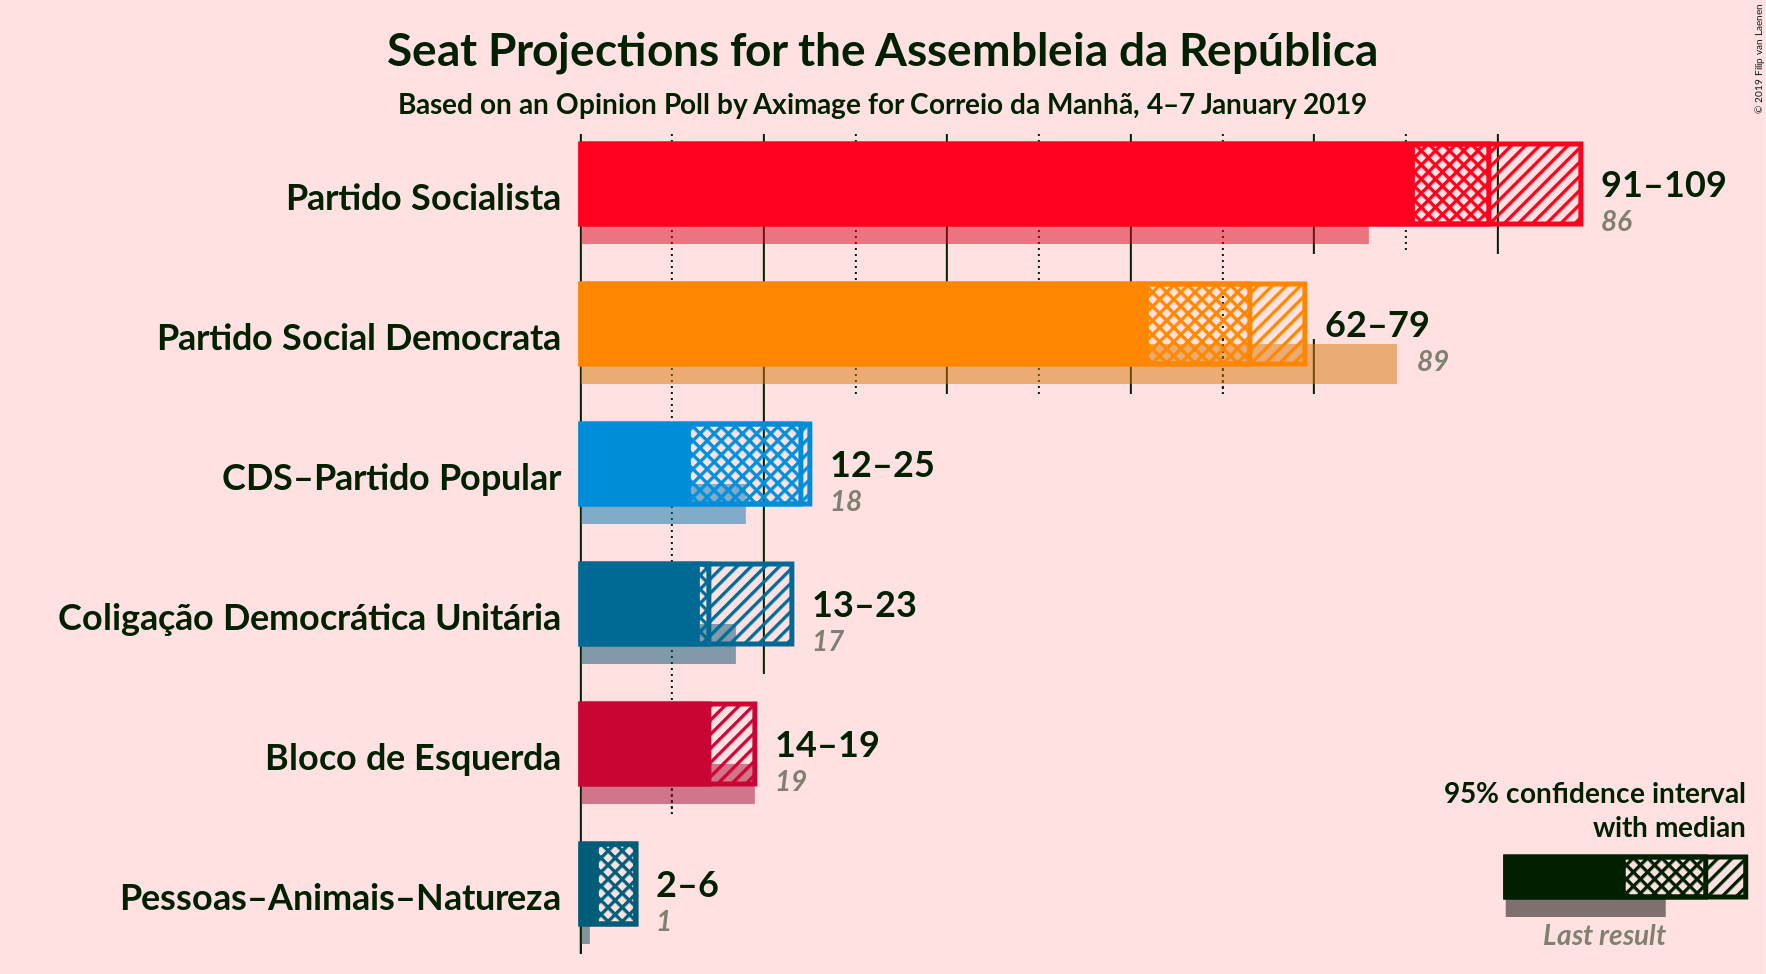 Seat Projections for the Assembleia da República
Based on an Opinion Poll by Aximage for Correio da Manhã, 4–7 January 2019
© 2019 Filip van Laenen
Partido Socialista
91–109
86
Partido Social Democrata
62–79
89
CDS–Partido Popular
12–25
18
Coligação Democrática Unitária
13–23
17
Bloco de Esquerda
14–19
19
Pessoas–Animais–Natureza
2–6
1
95% confidence interval
with median
Last result